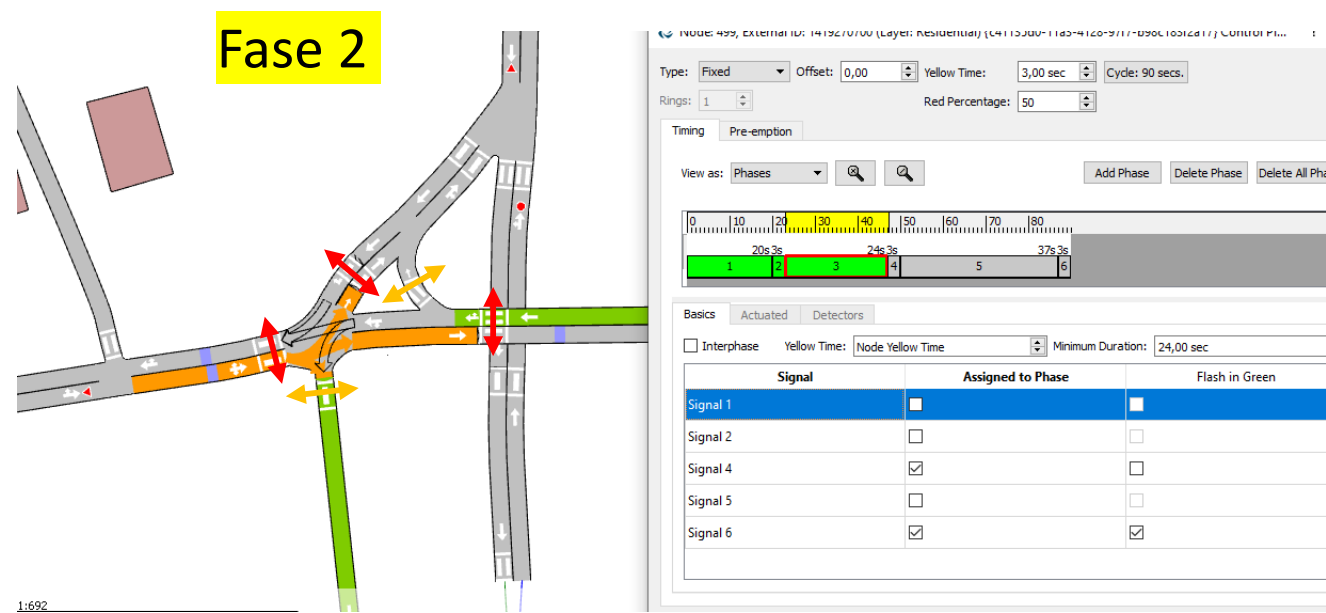 Fase 2
Node: 499, External ID: 1419270700 (Layer: Residential)
Type: Fixed Offset: 0,00 Yellow Time: 3,00 sec Cycle: 90 secs.
Rings: 1 Red Percentage: 50
Timing Pre-emption
View as: Phases Add Phase Delete Phase Delete All Pha
0 10 20 30 40 50 60 70 80
20s 3s 24s 3s 37s 3s
1 2 3 4 5 6
Basics Actuated Detectors
Interphase Yellow Time: Node Yellow Time Minimum Duration: 24,00 sec
Signal Assigned to Phase Flash in Green
Signal 1
Signal 2
Signal 4
Signal 5
Signal 6
1:692